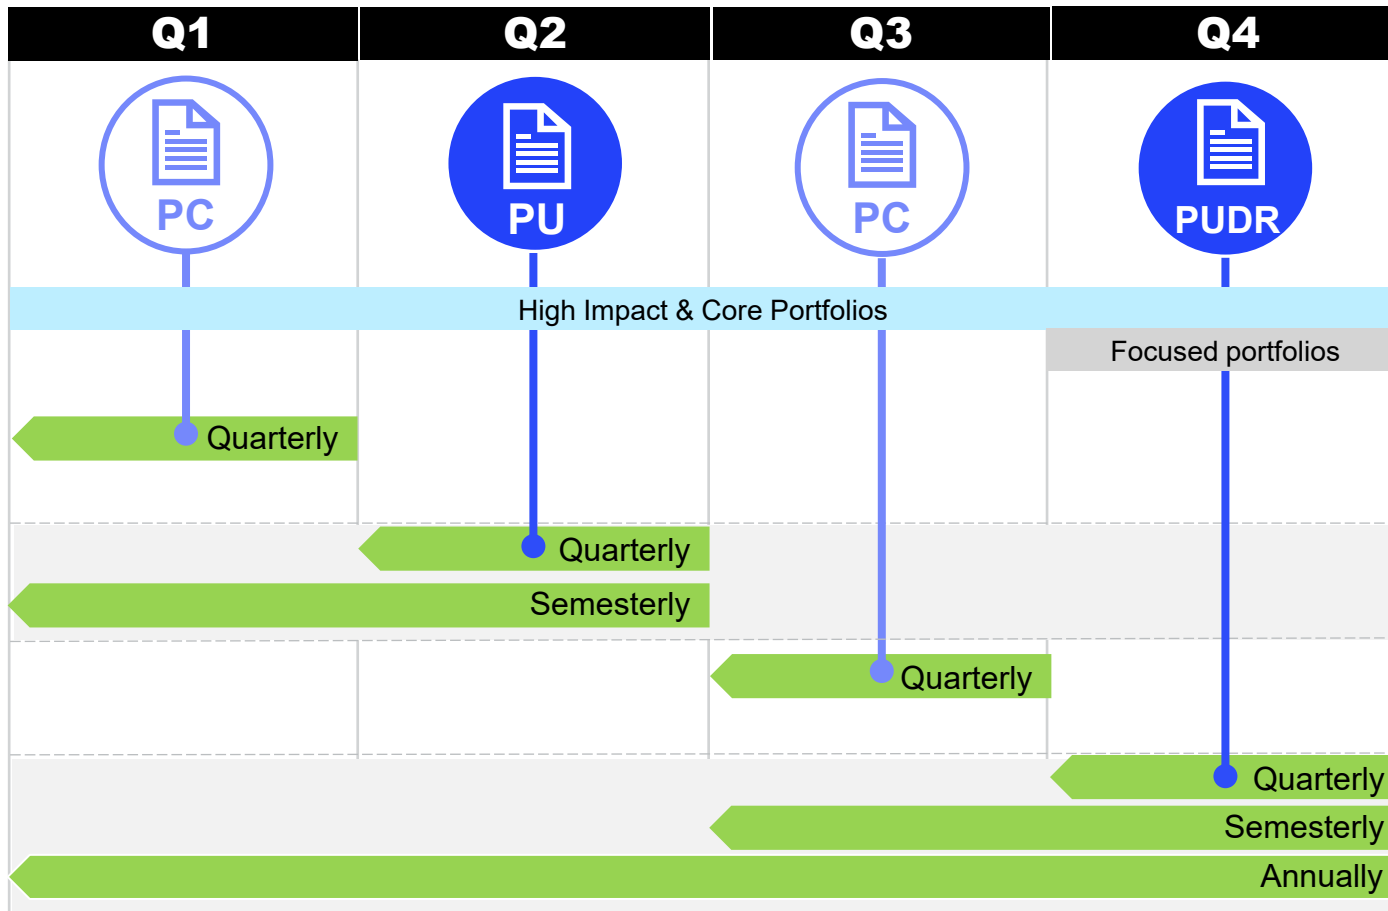 Q1 Q2 Q3 Q4
PC PU PC PUDR
High Impact & Core Portfolios
Focused portfolios
Quarterly
Quarterly
Semesterly
Quarterly
Quarterly
Semesterly
Annually